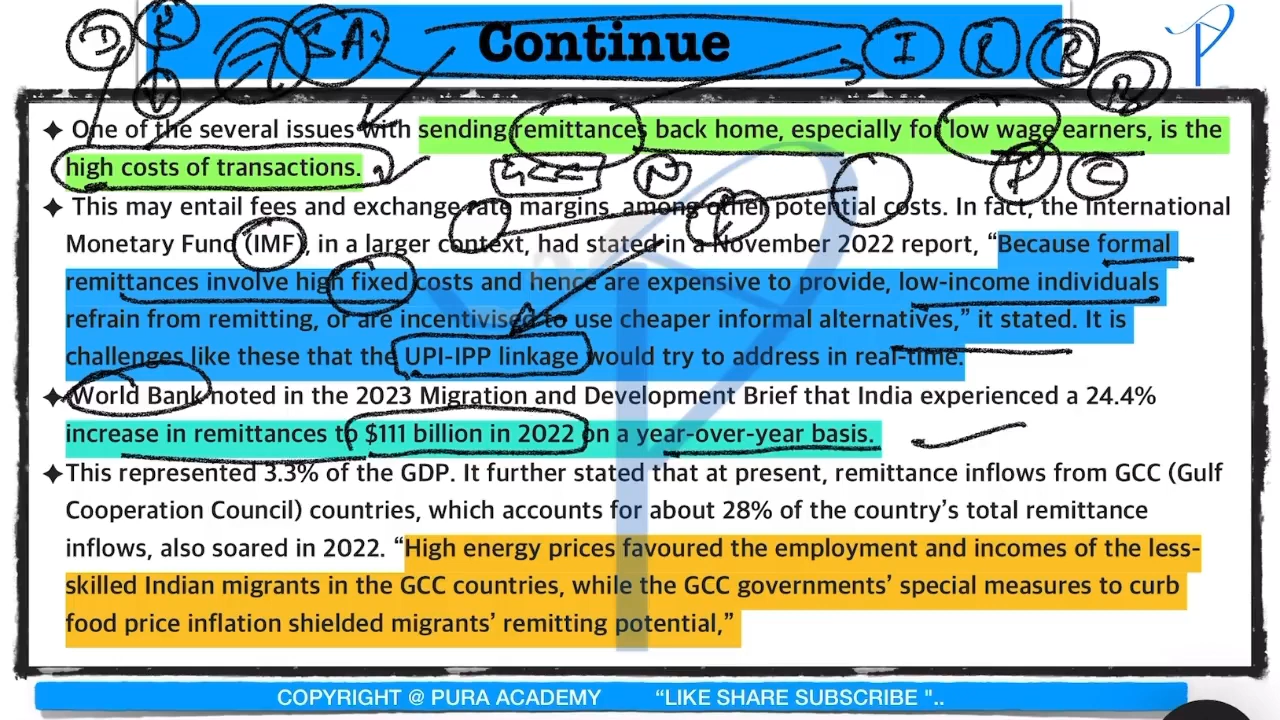 D K S A I R R
Continue
V B
✦ One of the several issues with sending remittances back home, especially for low wage earners, is the
high costs of transactions.
GCC N P C
✦ This may entail fees and exchange rate margins, among other potential costs. In fact, the International
Monetary Fund (IMF), in a larger context, had stated in a November 2022 report, “Because formal
remittances involve high fixed costs and hence are expensive to provide, low-income individuals
refrain from remitting, or are incentivised to use cheaper informal alternatives,” it stated. It is
challenges like these that the UPI-IPP linkage would try to address in real-time.
✦ World Bank noted in the 2023 Migration and Development Brief that India experienced a 24.4%
increase in remittances to $111 billion in 2022 on a year-over-year basis.
✦ This represented 3.3% of the GDP. It further stated that at present, remittance inflows from GCC (Gulf
Cooperation Council) countries, which accounts for about 28% of the country’s total remittance
inflows, also soared in 2022. “High energy prices favoured the employment and incomes of the less-
skilled Indian migrants in the GCC countries, while the GCC governments’ special measures to curb
food price inflation shielded migrants’ remitting potential,”
COPYRIGHT @ PURA ACADEMY “LIKE SHARE SUBSCRIBE "..